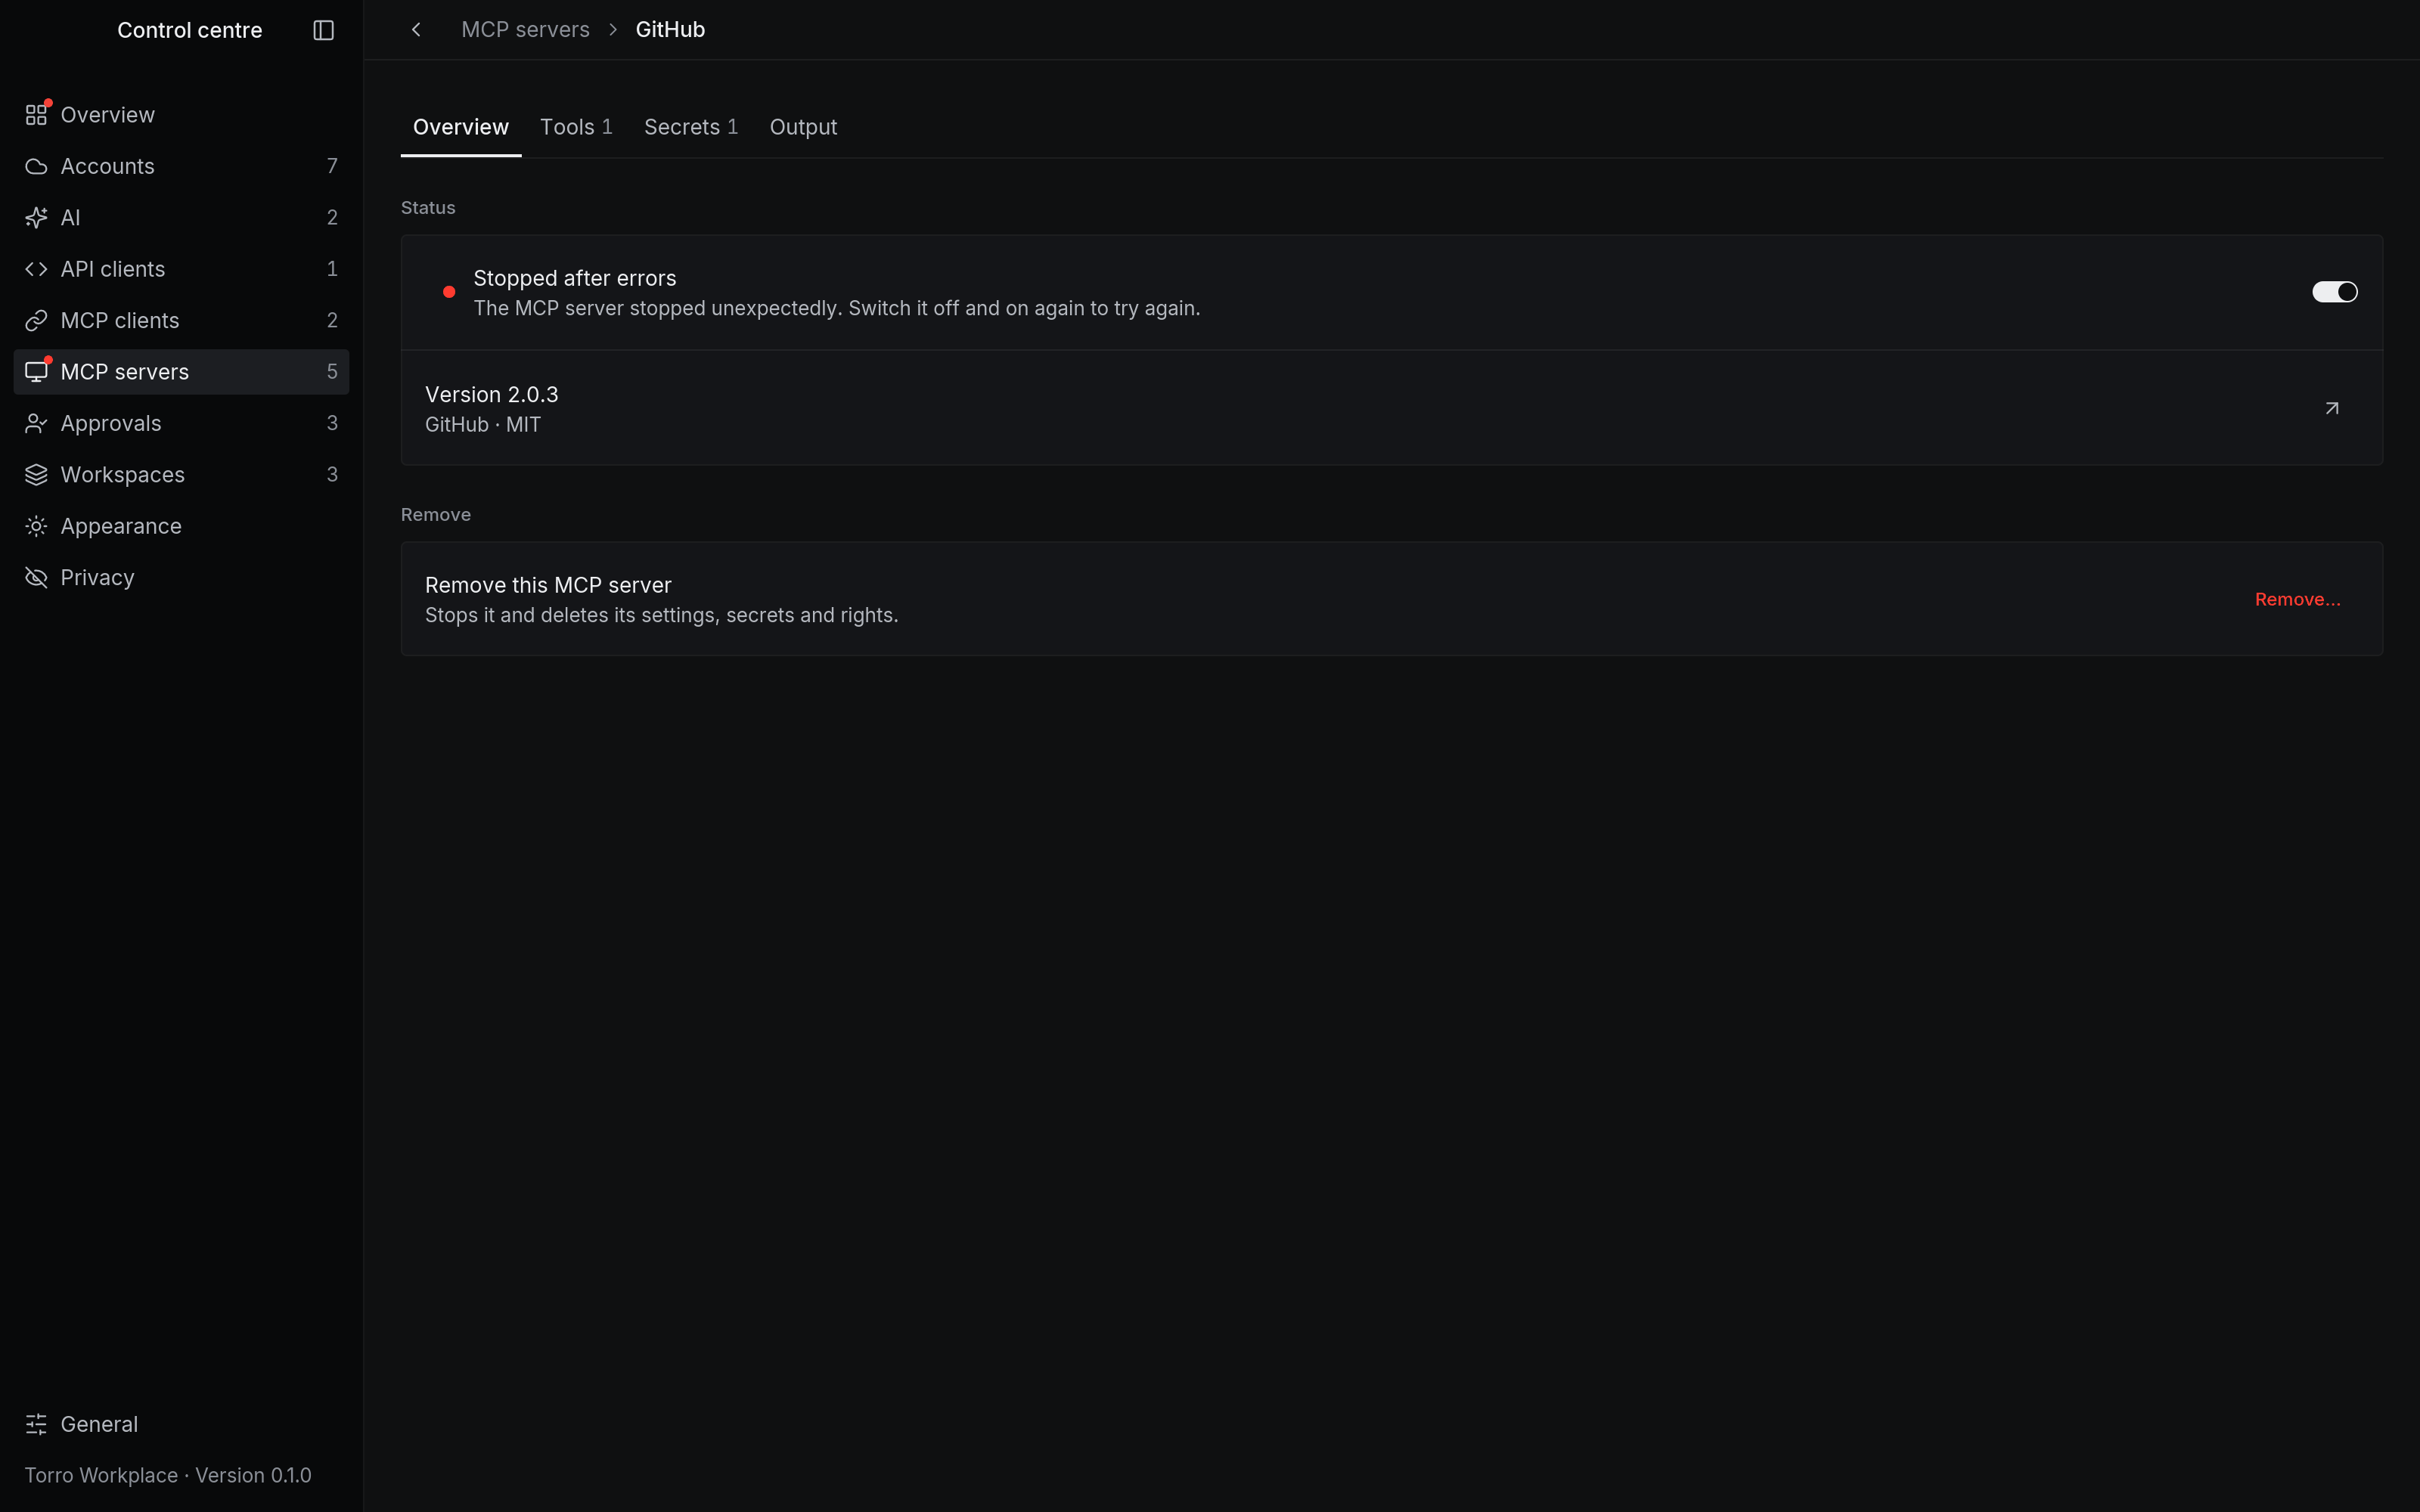 Control centre
MCP servers > GitHub
Overview
Accounts 7
AI 2
API clients 1
MCP clients 2
MCP servers 5
Approvals 3
Workspaces 3
Appearance
Privacy
General
Torro Workplace · Version 0.1.0
Overview Tools 1 Secrets 1 Output
Status
Stopped after errors
The MCP server stopped unexpectedly. Switch it off and on again to try again.
Version 2.0.3
GitHub · MIT
Remove
Remove this MCP server
Stops it and deletes its settings, secrets and rights.
Remove...